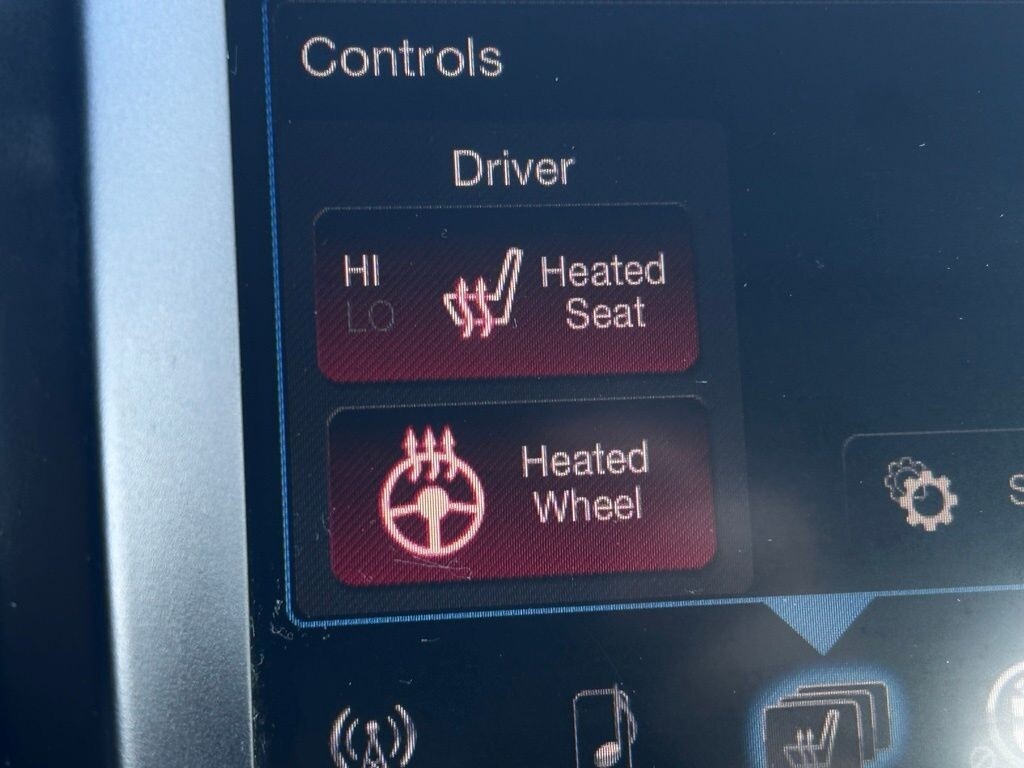 Controls
Driver
HI
LO
Heated
Seat
Heated
Wheel
S